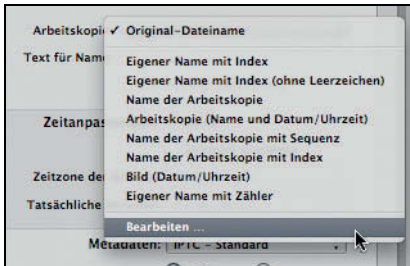 Arbeitskopi ✓ Original-Dateiname
Text für Nam
Eigener Name mit Index
Eigener Name mit Index (ohne Leerzeichen)
Name der Arbeitskopie
Zeitanpas
Arbeitskopie (Name und Datum/Uhrzeit)
Name der Arbeitskopie mit Sequenz
Name der Arbeitskopie mit Index
Zeitzone de
Bild (Datum/Uhrzeit)
Eigener Name mit Zähler
Tatsächliche
Bearbeiten ...
Metadaten: IPTC – Standard